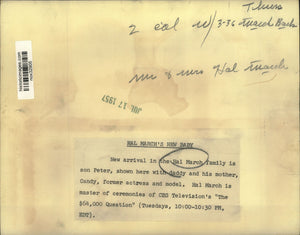 Thurs
2 col w/3-36 March Baby
Mr & Mrs Hal March
JUL 17 1957
HAL MARCH'S NEW BABY
New arrival in the Hal March family is
son Peter, shown here with daddy and his mother,
Candy, former actress and model. Hal March is
master of ceremonies of CBS Television's "The
$64,000 Question" (Tuesdays, 10:00-10:30 PM,
EDT).